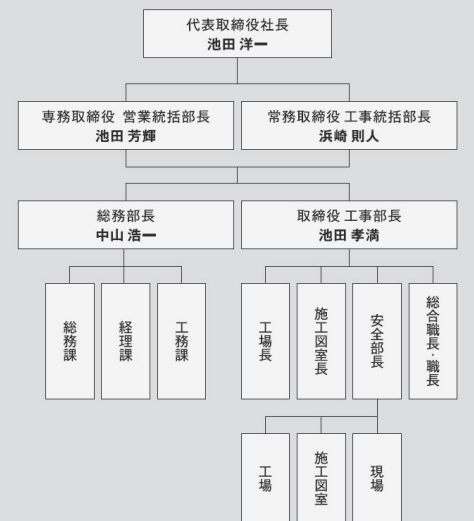 代表取締役社長
池田 洋一
専務取締役 営業統括部長
池田 芳輝
常務取締役 工事統括部長
浜崎 則人
総務部長
中山 浩一
取締役 工事部長
池田 孝満
総務課
経理課
工務課
工場長
施工図室長
安全部長
総合職長・職長
工場
施工図室
現場